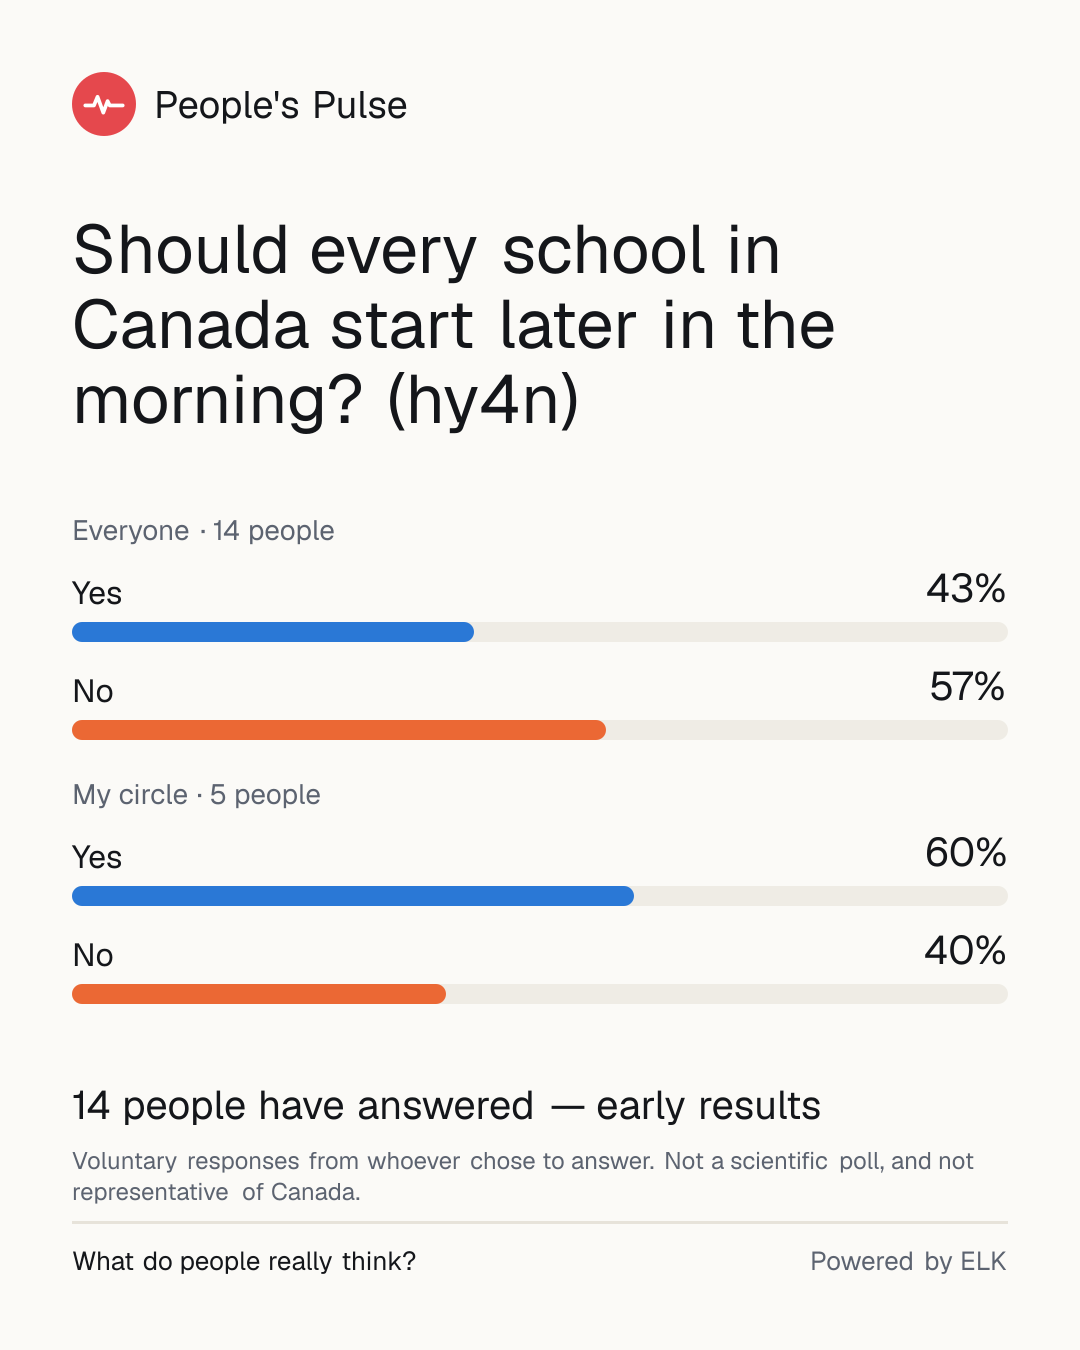 People's Pulse
Should every school in
Canada start later in the
morning? (hy4n)
Everyone · 14 people
Yes 43%
No 57%
My circle · 5 people
Yes 60%
No 40%
14 people have answered — early results
Voluntary responses from whoever chose to answer. Not a scientific poll, and not
representative of Canada.
What do people really think? Powered by ELK